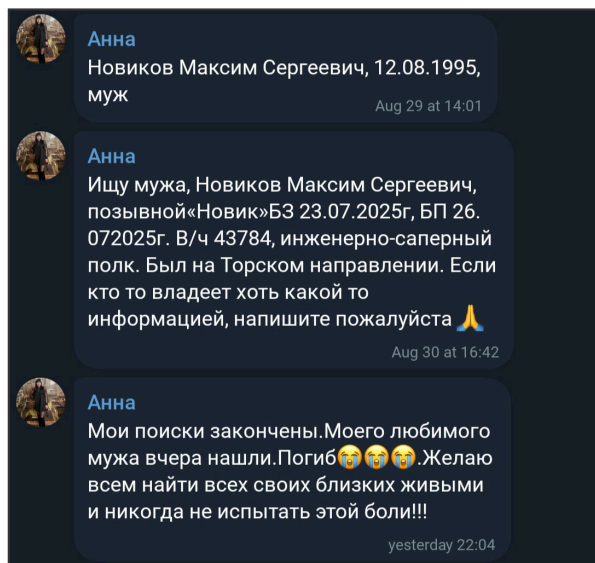 Анна
Новиков Максим Сергеевич, 12.08.1995,
муж
Aug 29 at 14:01
Анна
Ищу мужа, Новиков Максим Сергеевич,
позывной«Новик»БЗ 23.07.2025г, БП 26.
072025г. В/ч 43784, инженерно-саперный
полк. Был на Торском направлении. Если
кто то владеет хоть какой то
информацией, напишите пожалуйста 🙏
Aug 30 at 16:42
Анна
Мои поиски закончены.Моего любимого
мужа вчера нашли.Погиб😭😭😭.Желаю
всем найти всех своих близких живыми
и никогда не испытать этой боли!!!
yesterday 22:04